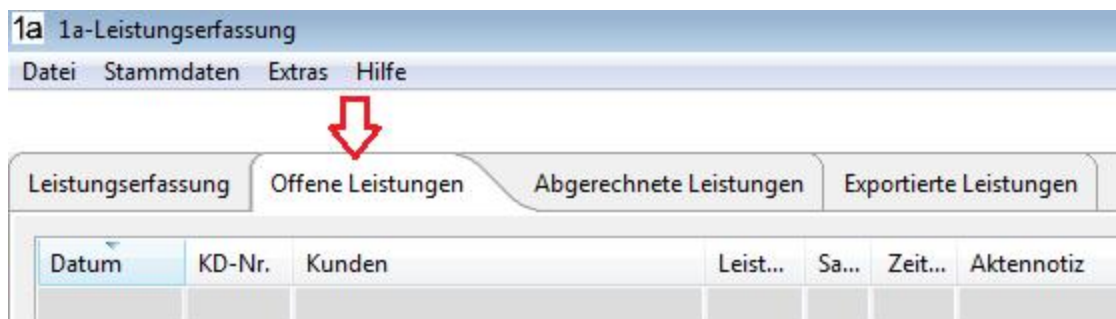 1a 1a-Leistungserfassung
Datei Stammdaten Extras Hilfe
Leistungserfassung Offene Leistungen Abgerechnete Leistungen Exportierte Leistungen
Datum KD-Nr. Kunden Leist... Sa... Zeit... Aktennotiz